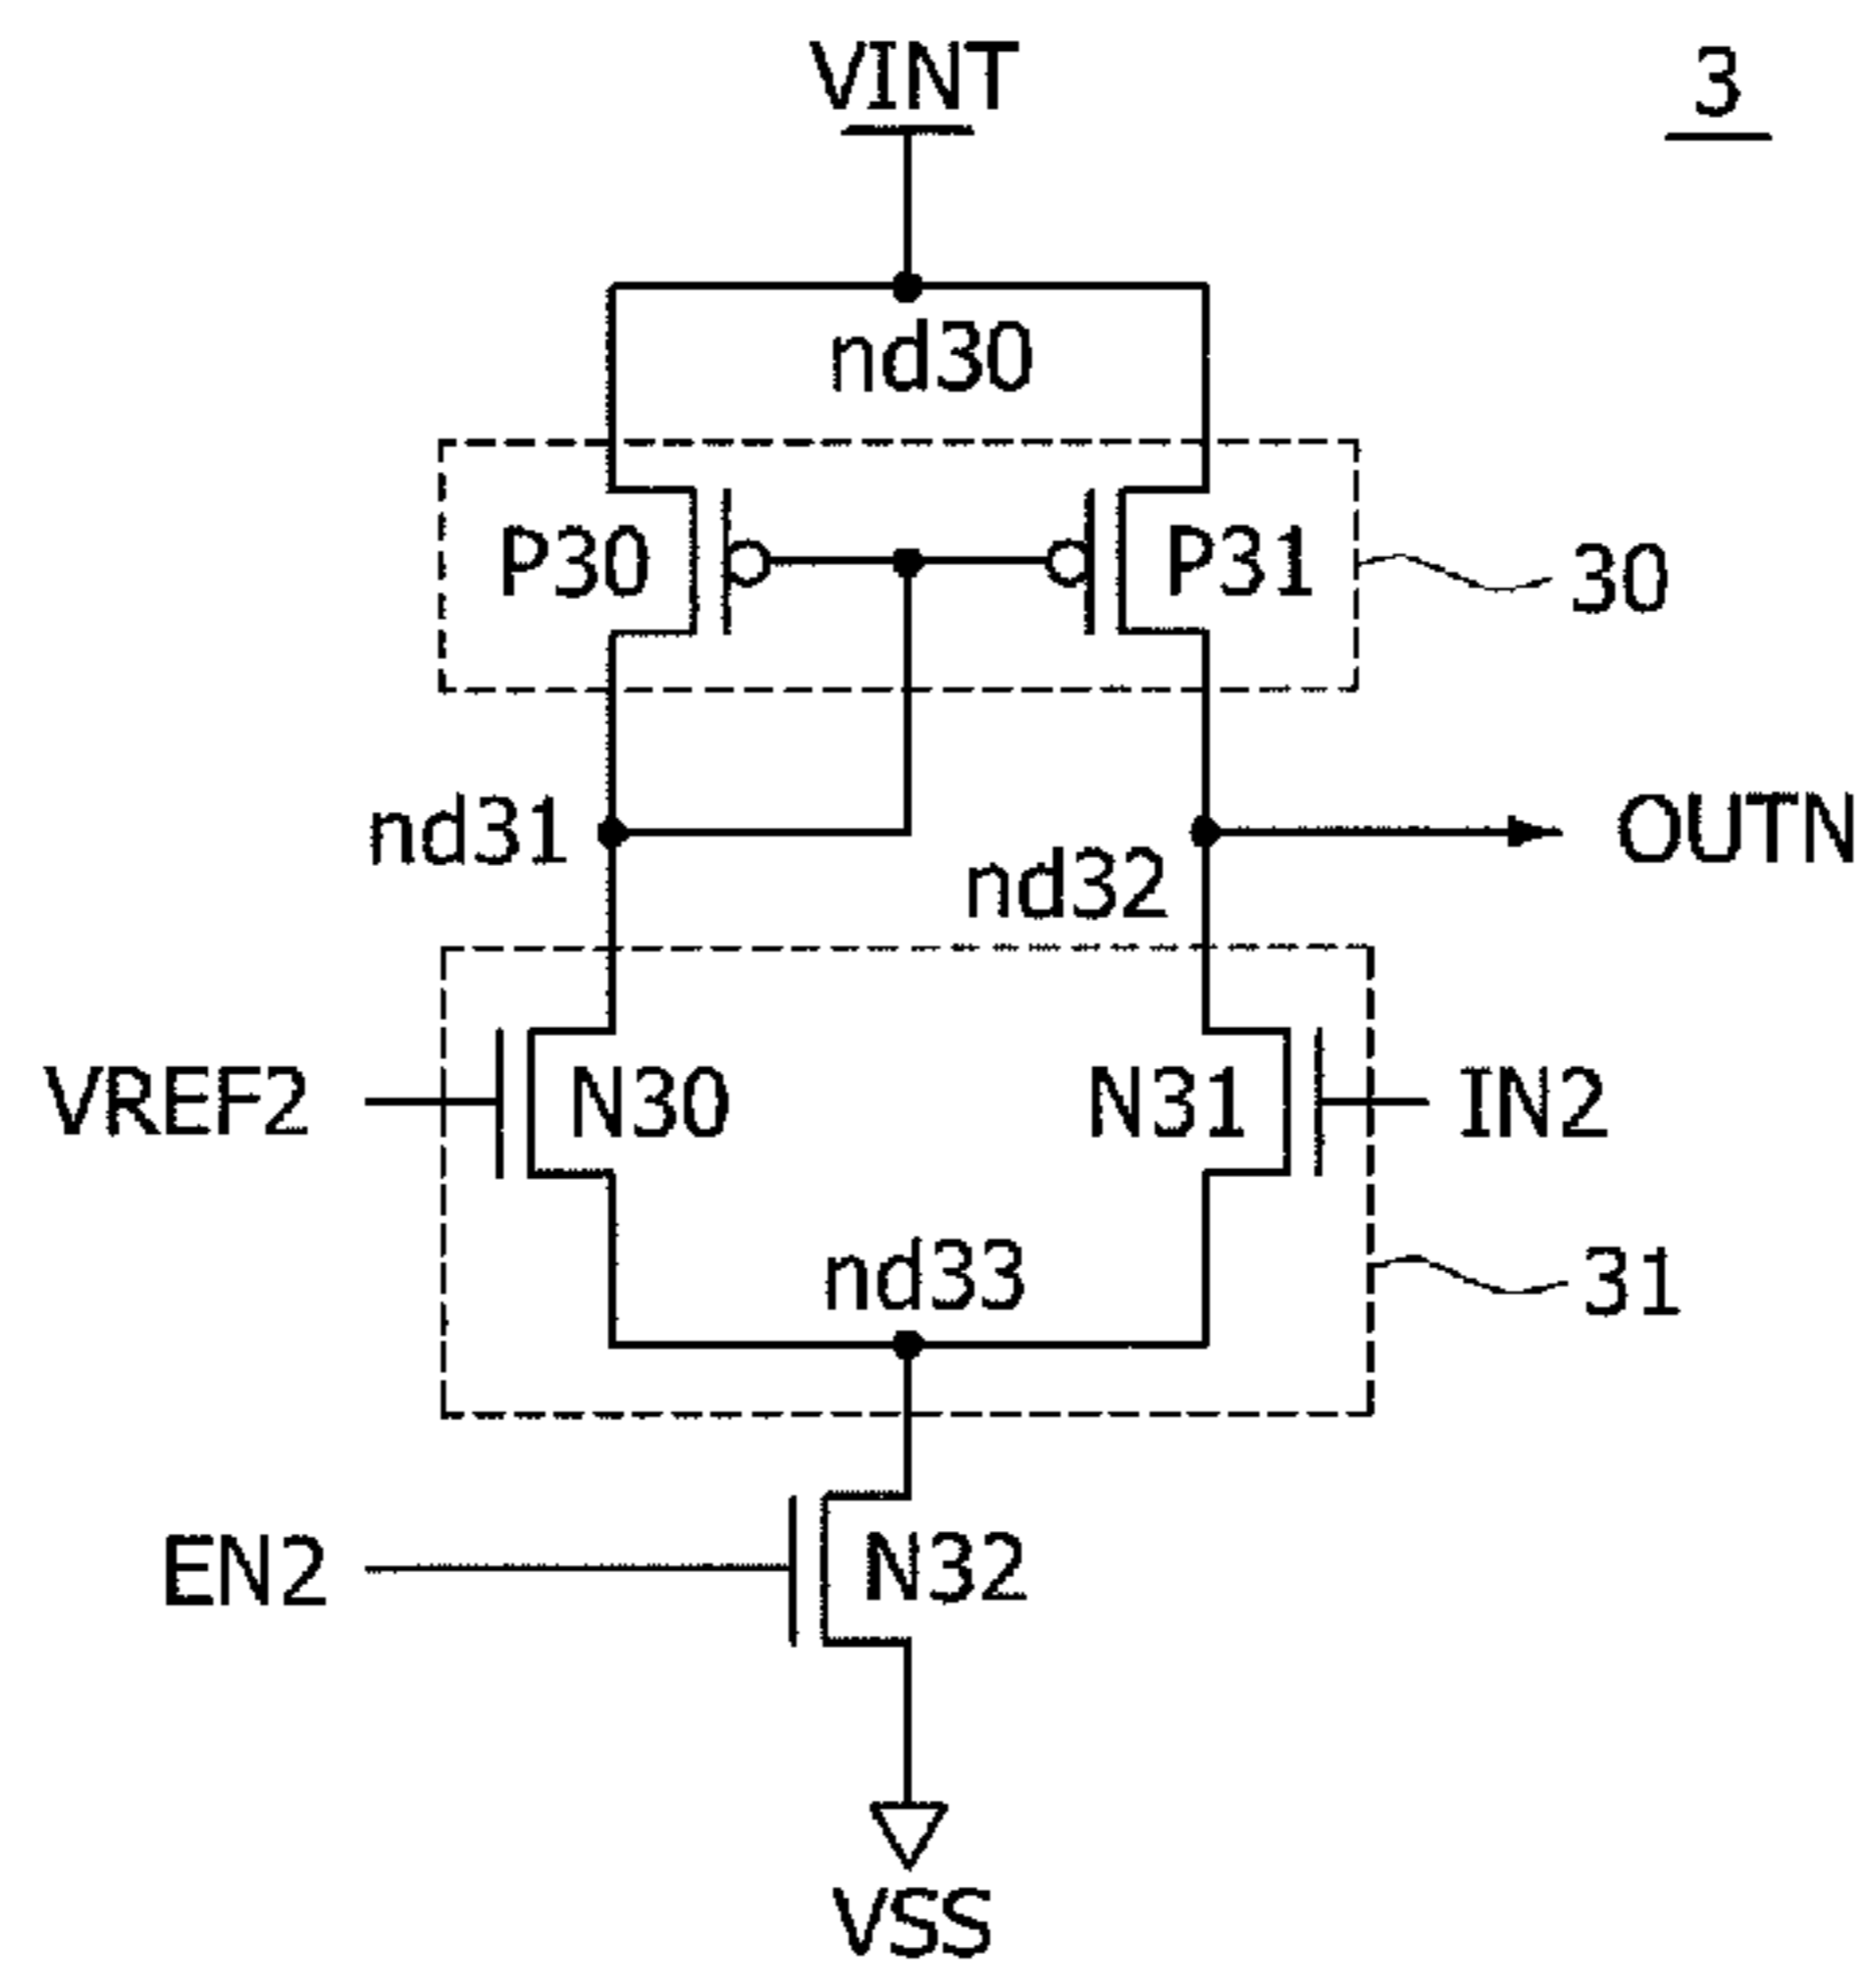 VINT
3
nd30
P30
P31
30
nd31
OUTN
nd32
VREF2
N30
N31
IN2
nd33
31
EN2
N32
VSS